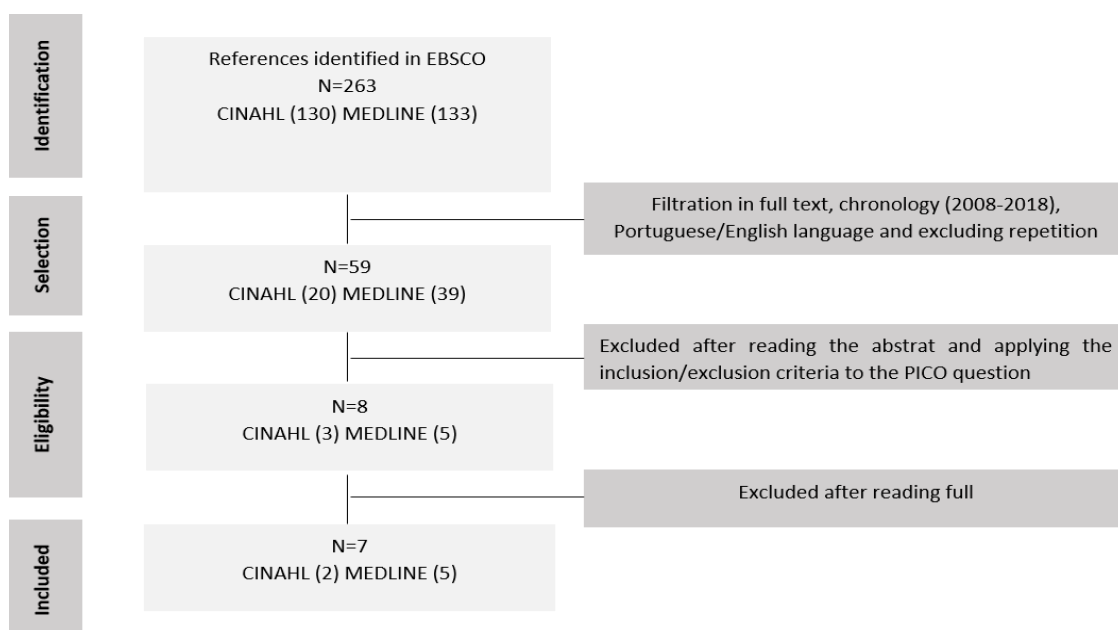 Identification
References identified in EBSCO
N=263
CINAHL (130) MEDLINE (133)
Filtration in full text, chronology (2008-2018),
Portuguese/English language and excluding repetition
Selection
N=59
CINAHL (20) MEDLINE (39)
Excluded after reading the abstrat and applying the
inclusion/exclusion criteria to the PICO question
Eligibility
N=8
CINAHL (3) MEDLINE (5)
Excluded after reading full
Included
N=7
CINAHL (2) MEDLINE (5)